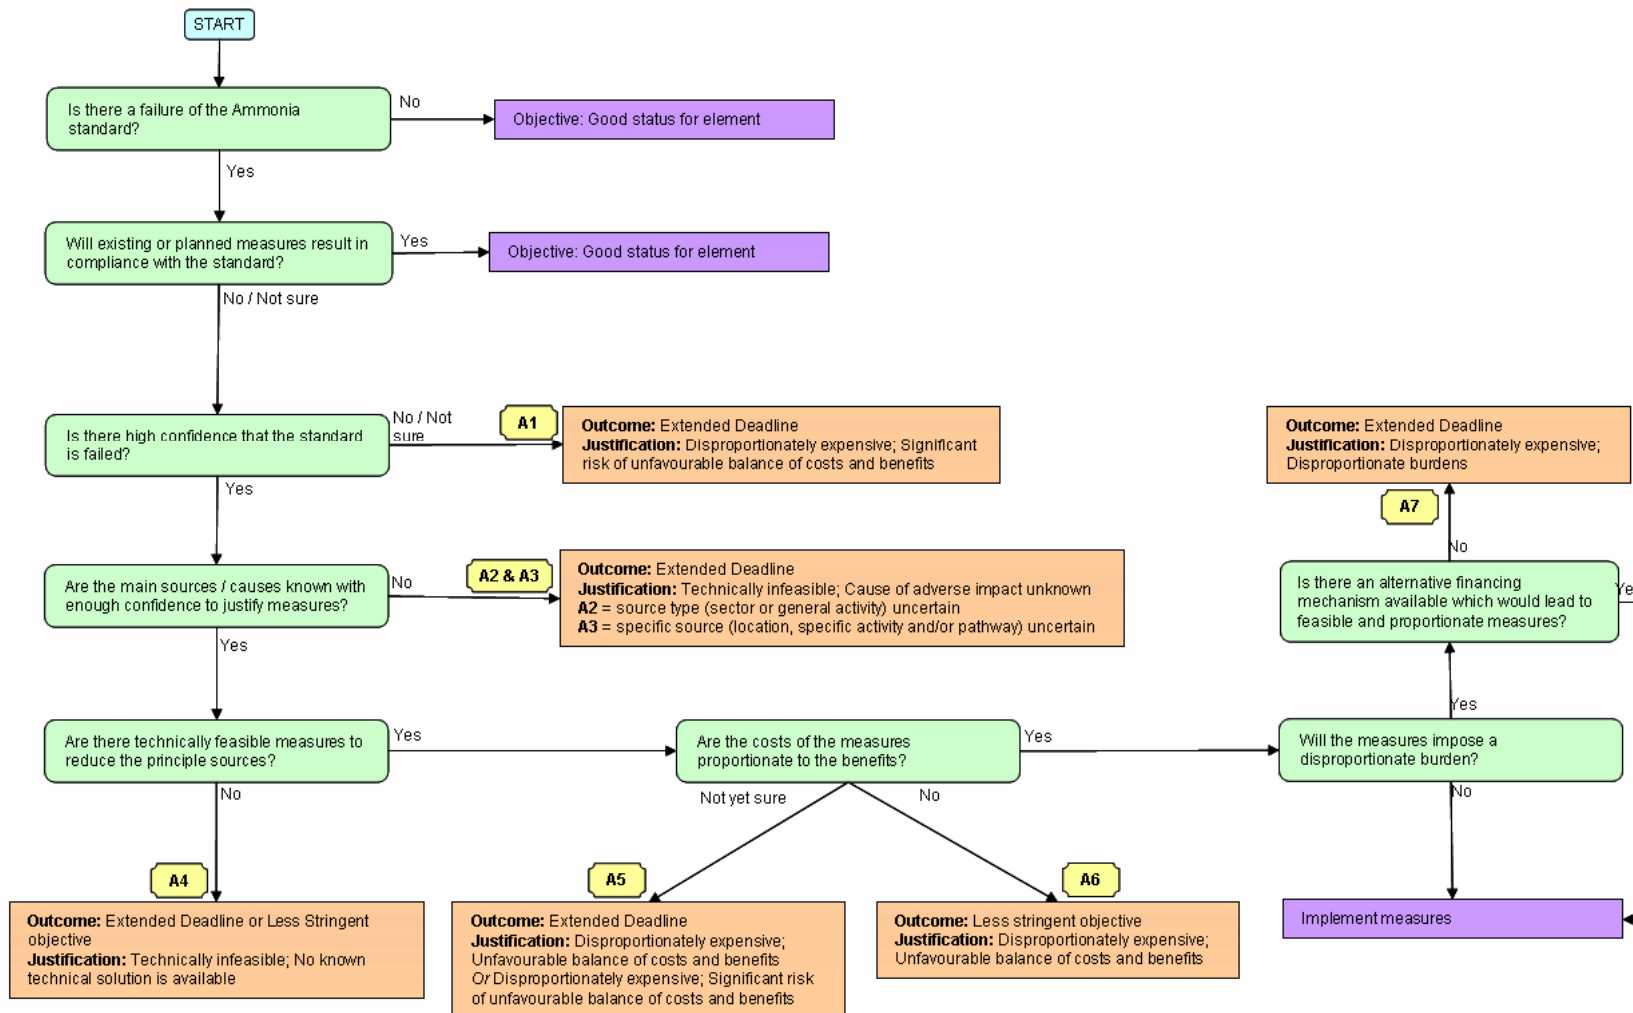 START
Is there a failure of the Ammonia
standard?
No
Objective: Good status for element
Yes
Will existing or planned measures result in
compliance with the standard?
Yes
Objective: Good status for element
No / Not sure
Is there high confidence that the standard
is failed?
No / Not
sure
A1
Outcome: Extended Deadline
Justification: Disproportionately expensive; Significant
risk of unfavourable balance of costs and benefits
Outcome: Extended Deadline
Justification: Disproportionately expensive;
Disproportionate burdens
A7
No
Yes
Are the main sources / causes known with
enough confidence to justify measures?
No
A2 & A3
Outcome: Extended Deadline
Justification: Technically infeasible; Cause of adverse impact unknown
A2 = source type (sector or general activity) uncertain
A3 = specific source (location, specific activity and/or pathway) uncertain
Is there an alternative financing
mechanism available which would lead to
feasible and proportionate measures?
Ye
Yes
Yes
Are there technically feasible measures to
reduce the principle sources?
Yes
Are the costs of the measures
proportionate to the benefits?
Yes
Will the measures impose a
disproportionate burden?
No
Not yet sure
No
No
A4
A5
A6
Outcome: Extended Deadline or Less Stringent
objective
Justification: Technically infeasible; No known
technical solution is available
Outcome: Extended Deadline
Justification: Disproportionately expensive;
Unfavourable balance of costs and benefits
Or Disproportionately expensive; Significant risk
of unfavourable balance of costs and benefits
Outcome: Less stringent objective
Justification: Disproportionately expensive;
Unfavourable balance of costs and benefits
Implement measures